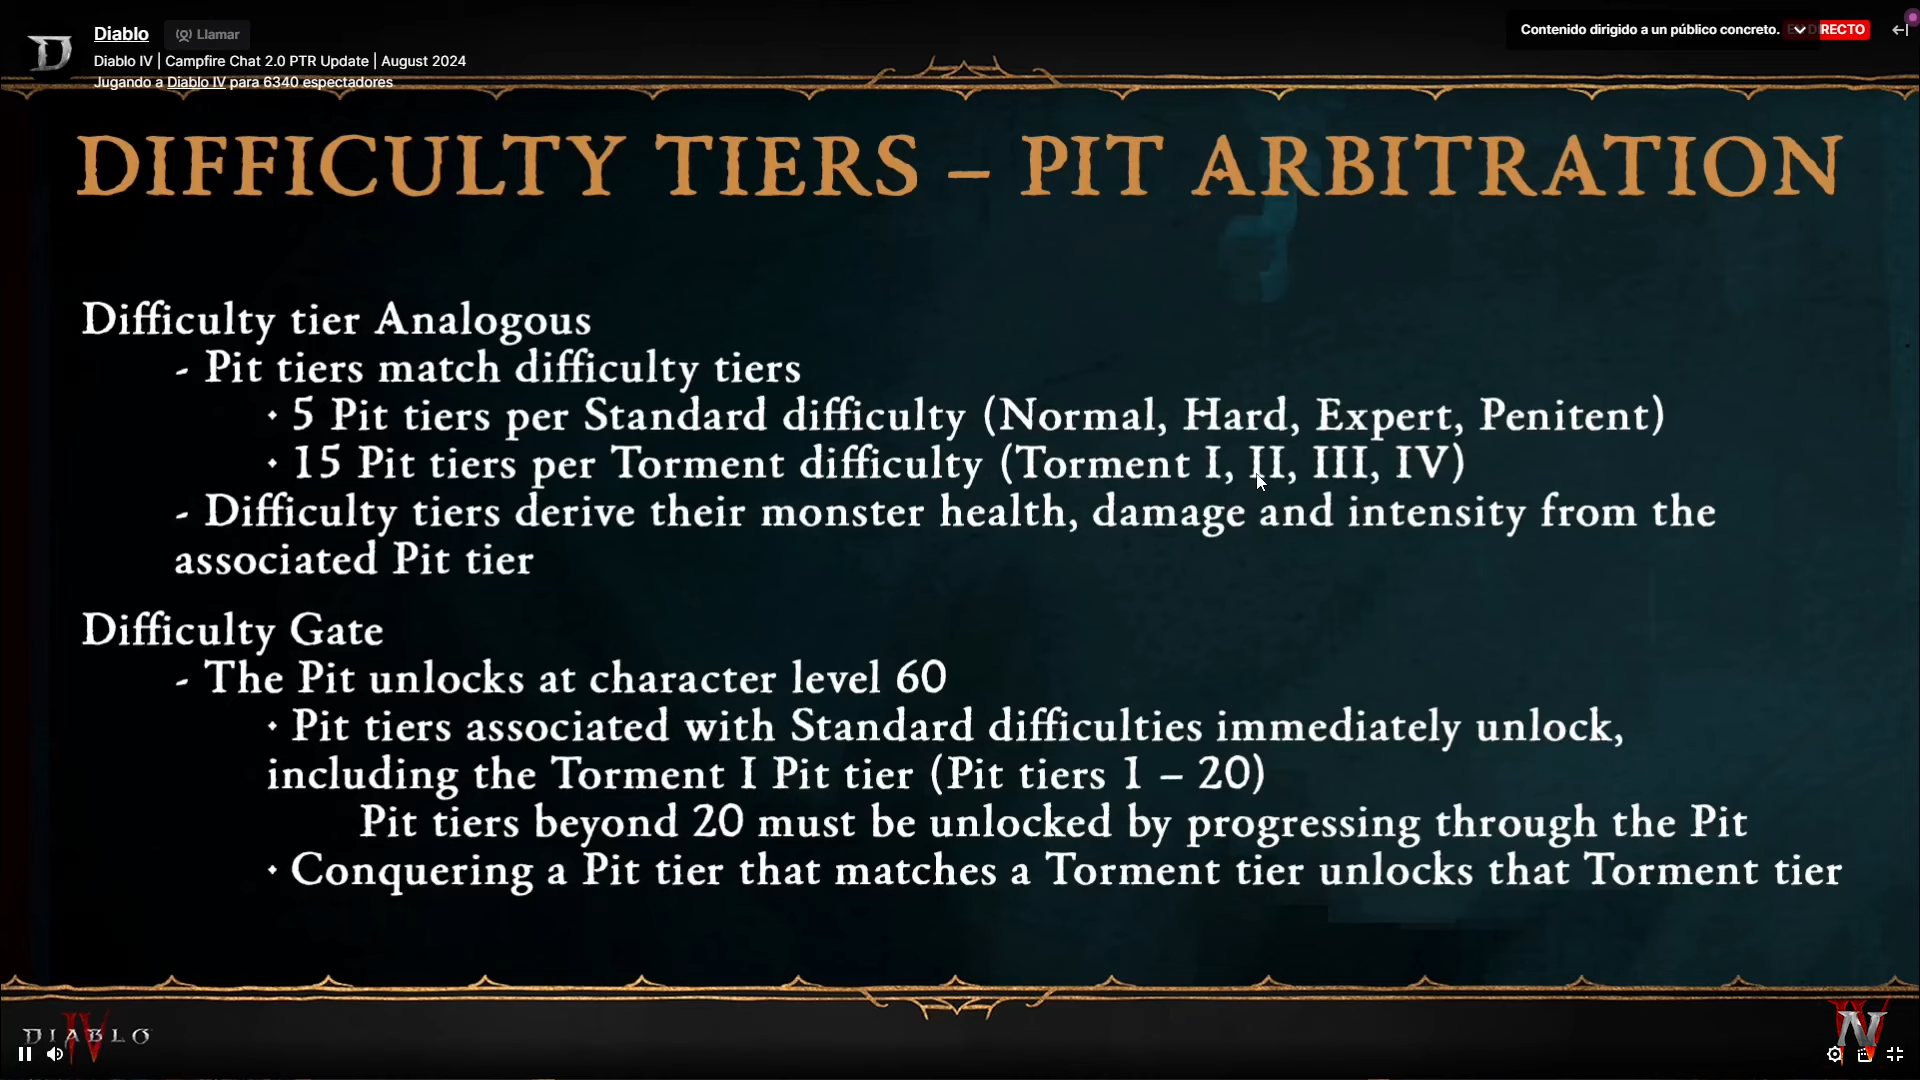 Diablo
Llamar
Contenido dirigido a un público concreto.
RECTO
Diablo IV | Campfire Chat 2.0 PTR Update | August 2024
Jugando a Diablo IV para 6340 espectadores
DIFFICULTY TIERS – PIT ARBITRATION
Difficulty tier Analogous
- Pit tiers match difficulty tiers
· 5 Pit tiers per Standard difficulty (Normal, Hard, Expert, Penitent)
· 15 Pit tiers per Torment difficulty (Torment I, II, III, IV)
- Difficulty tiers derive their monster health, damage and intensity from the
associated Pit tier
Difficulty Gate
- The Pit unlocks at character level 60
· Pit tiers associated with Standard difficulties immediately unlock,
including the Torment I Pit tier (Pit tiers 1 – 20)
Pit tiers beyond 20 must be unlocked by progressing through the Pit
· Conquering a Pit tier that matches a Torment tier unlocks that Torment tier
DIABLO
IV